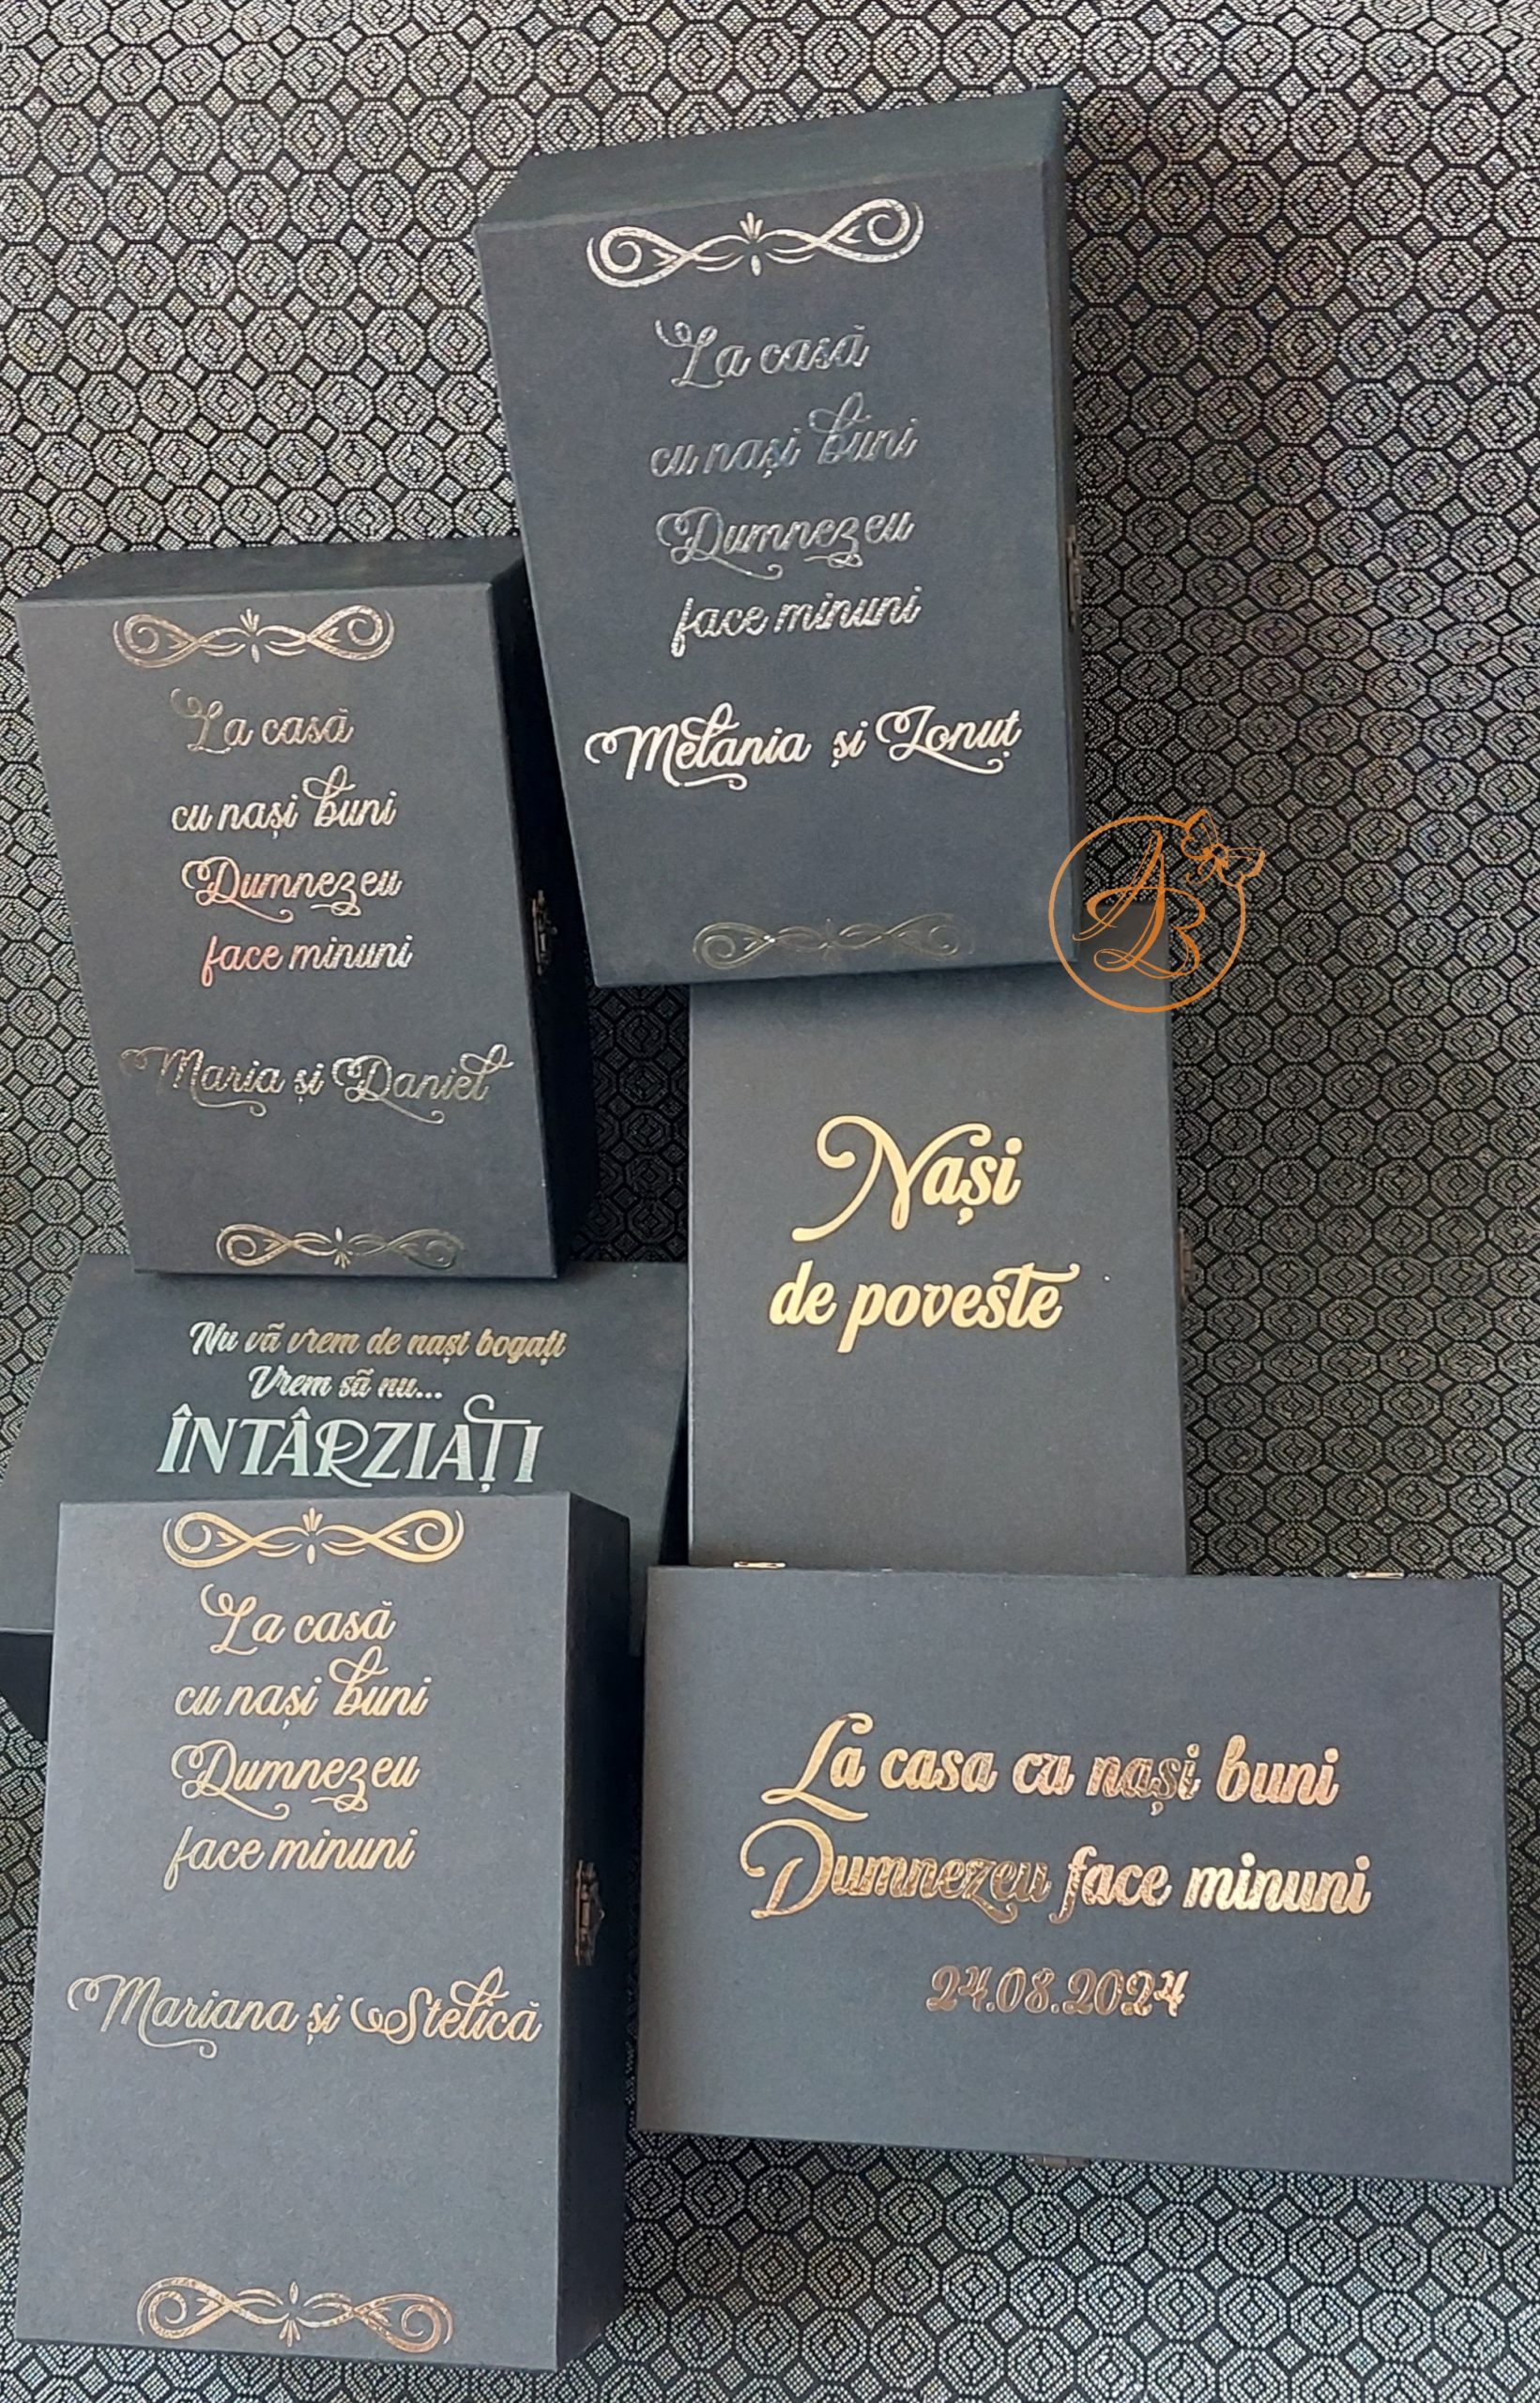 La casă
cu nași buni
Dumnezeu
face minuni
Melania și Ionuț
La casă
cu nași buni
Dumnezeu
face minuni
Maria și Daniel
Nași
de poveste
Nu vă vrem de nași bogați
Vrem să nu...
ÎNTÂRZIAȚI
La casă
cu nași buni
Dumnezeu
face minuni
Mariana și Stelică
La casa cu nași buni
Dumnezeu face minuni
24.08.2024
AB